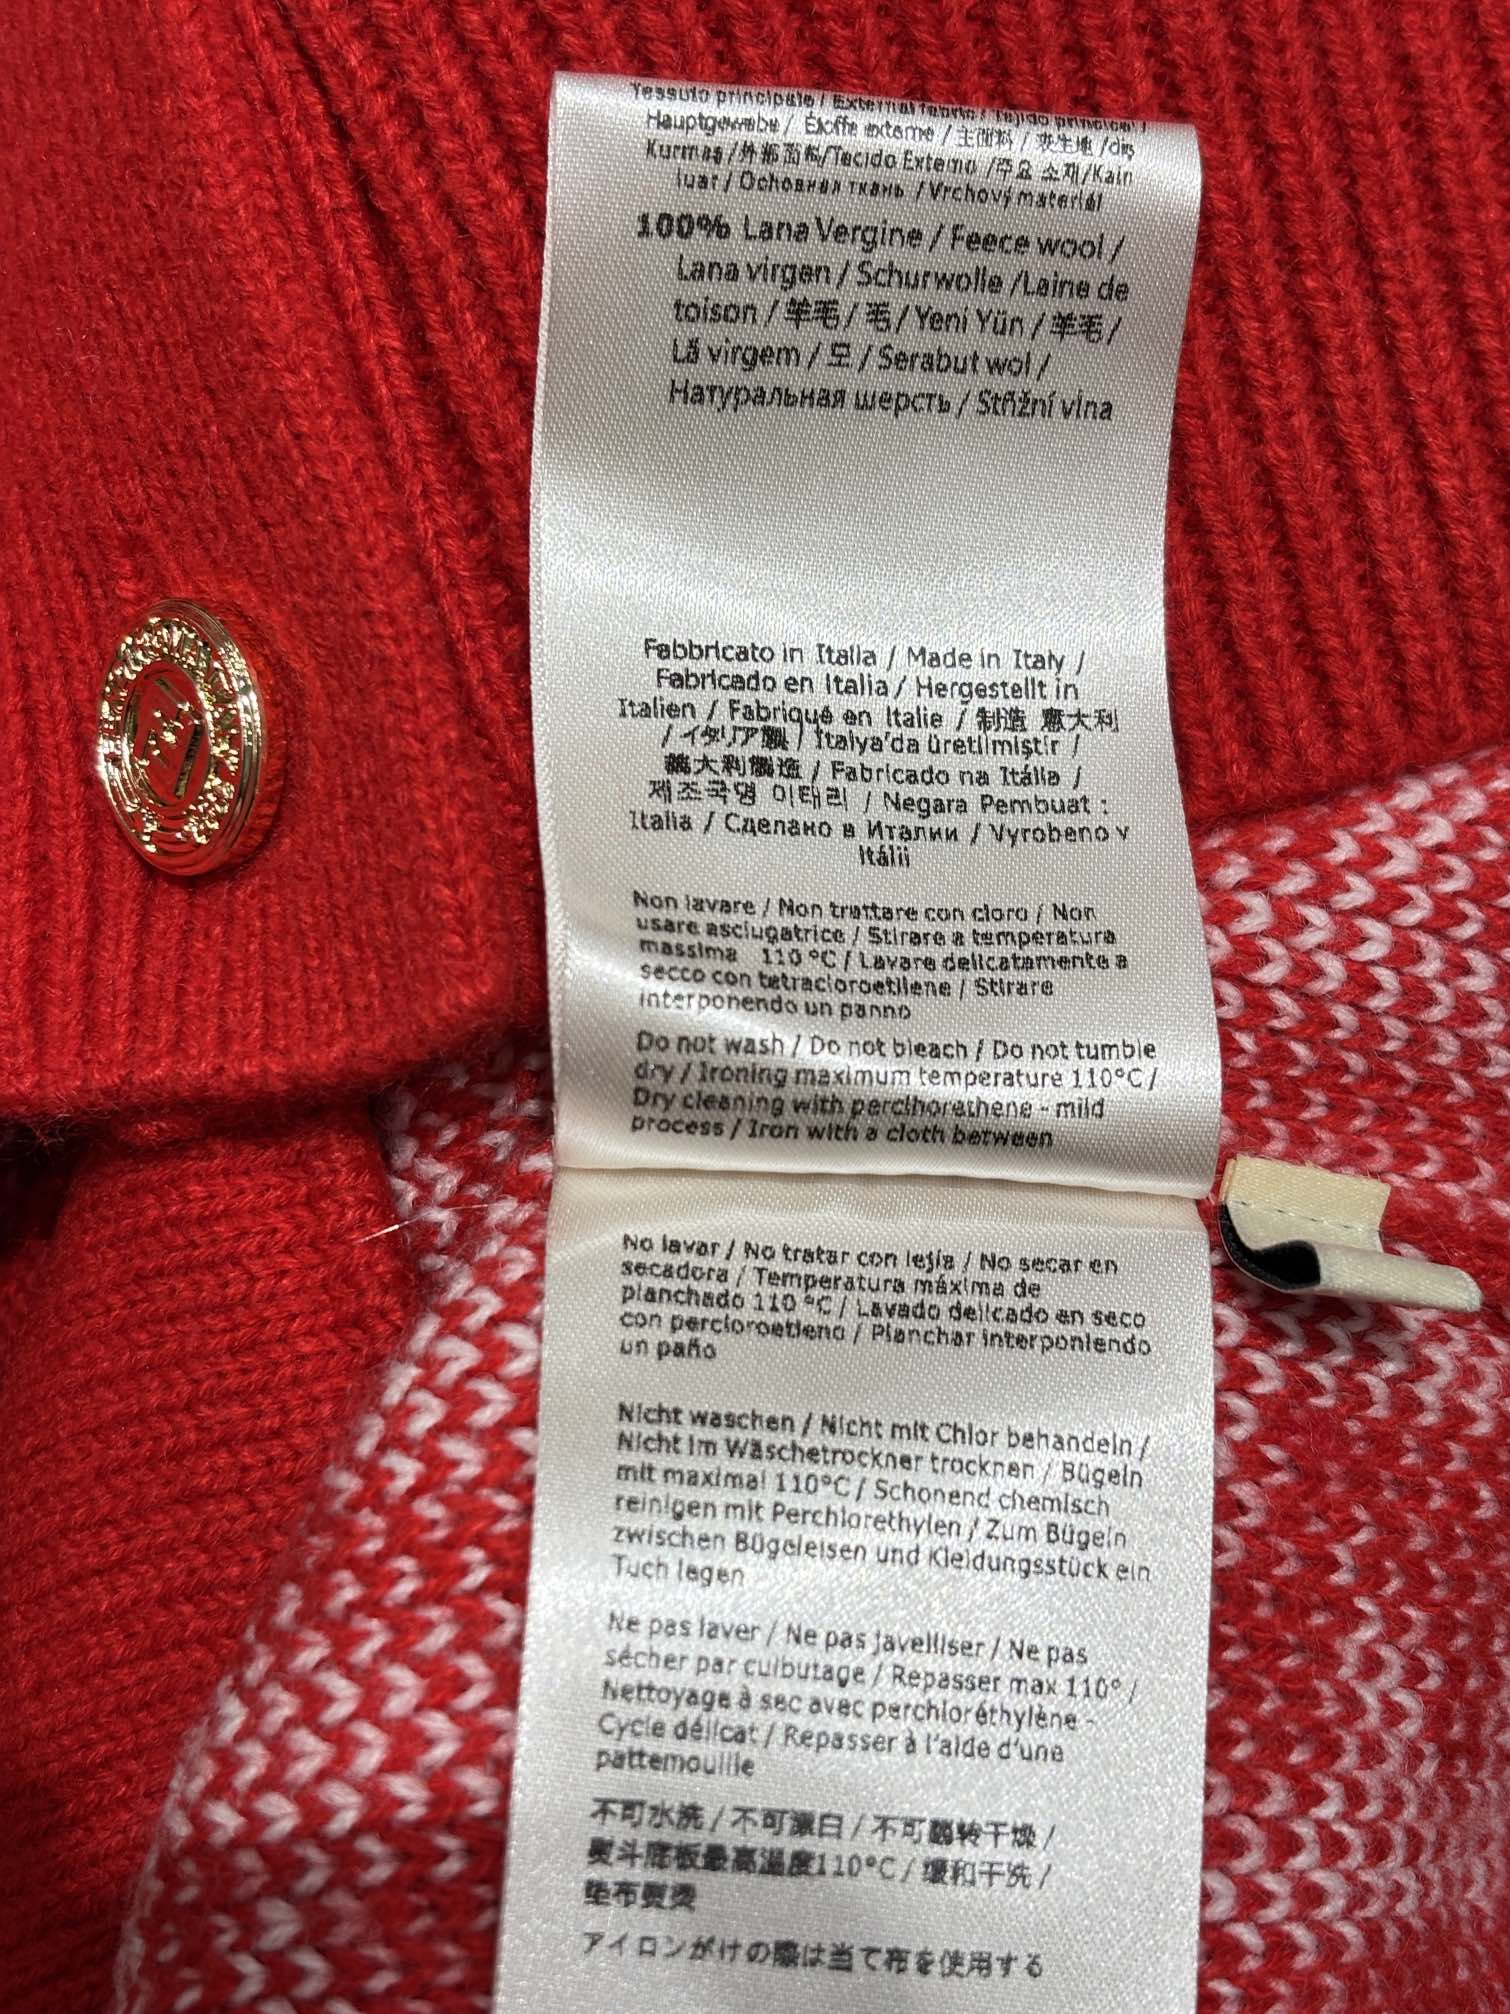 Tessuto principale / External fabric / Tejido principal /
Hauptgewebe / Étoffe externe / 主面料 / 表生地 / dış
Kurmaş / 外部面料/Tecido Externo /주요 소재/Kain
luar / Основная ткань / Vrchový materiál
100% Lana Vergine / Feece wool /
Lana virgen / Schurwolle /Laine de
toison / 羊毛 / 毛 / Yeni Yün / 羊毛 /
Lã virgem / 모 / Serabut wol /
Натуральная шерсть / Střižní vlna
Fabbricato in Italia / Made in Italy /
Fabricado en Italia / Hergestellt in
Italien / Fabriqué en Italie / 制造 意大利
/ イタリア製 / İtalya’da üretilmiştir /
義大利製造 / Fabricado na Itália /
제조국명 이태리 / Negara Pembuat :
Italia / Сделано в Италии / Vyrobeno v
Itálii
Non lavare / Non trattare con cloro / Non
usare asciugatrice / Stirare a temperatura
massima 110 °C / Lavare delicatamente a
secco con tetracloroetilene / Stirare
interponendo un panno
Do not wash / Do not bleach / Do not tumble
dry / Ironing maximum temperature 110°C /
Dry cleaning with perclhorethene - mild
process / Iron with a cloth between
No lavar / No tratar con lejía / No secar en
secadora / Temperatura máxima de
planchado 110 °C / Lavado delicado en seco
con percloroetleno / Planchar interponiendo
un paño
Nicht waschen / Nicht mit Chlor behandeln /
Nicht im Wäschetrockner trocknen / Bügeln
mit maximal 110°C / Schonend chemisch
reinigen mit Perchlorethylen / Zum Bügeln
zwischen Bügeleisen und Kleidungsstück ein
Tuch legen
Ne pas laver / Ne pas javelliser / Ne pas
sécher par culbutage / Repasser max 110° /
Nettoyage à sec avec perchloréthylène -
Cycle délicat / Repasser à l’aide d’une
pattemouille
不可水洗 / 不可漂白 / 不可翻转干燥 /
熨斗底板最高温度110°C / 缓和干洗 /
垫布熨烫
アイロンがけの際は当て布を使用する